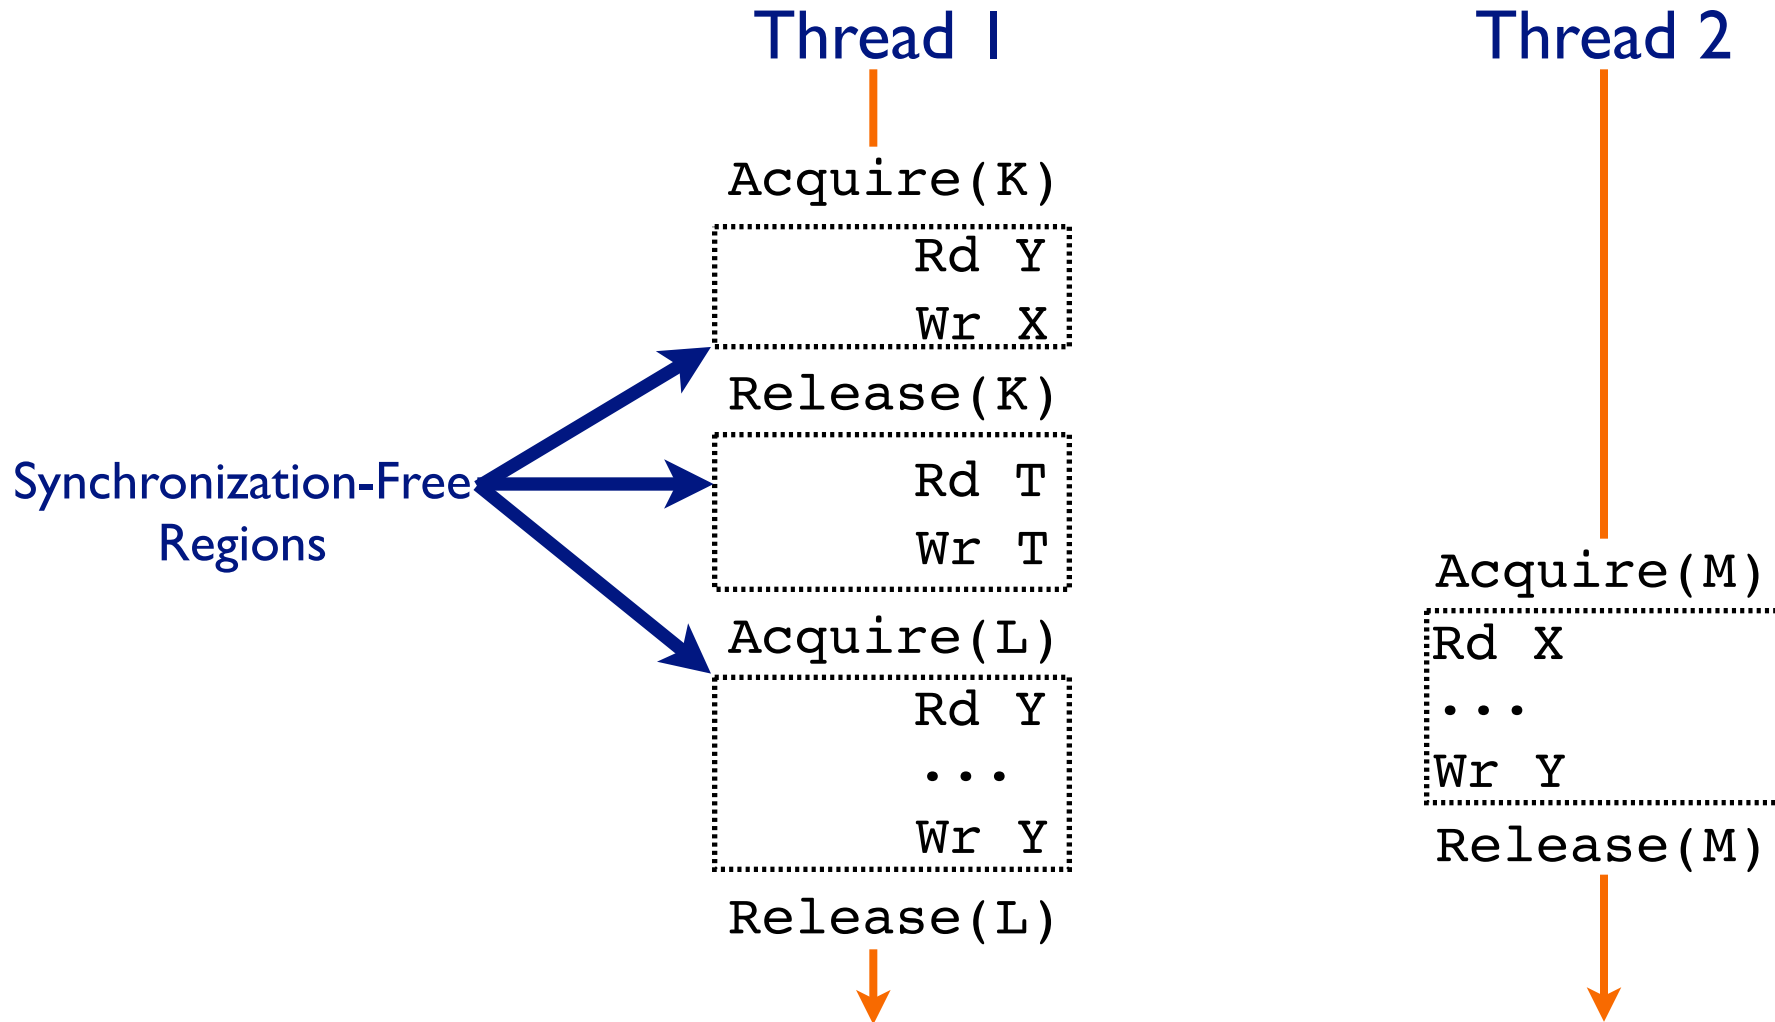 Thread 1
Thread 2
Acquire(K)
Rd Y
Wr X
Release(K)
Synchronization-Free
Regions
Rd T
Wr T
Acquire(L)
Rd Y
...
Wr Y
Release(L)
Acquire(M)
Rd X
...
Wr Y
Release(M)